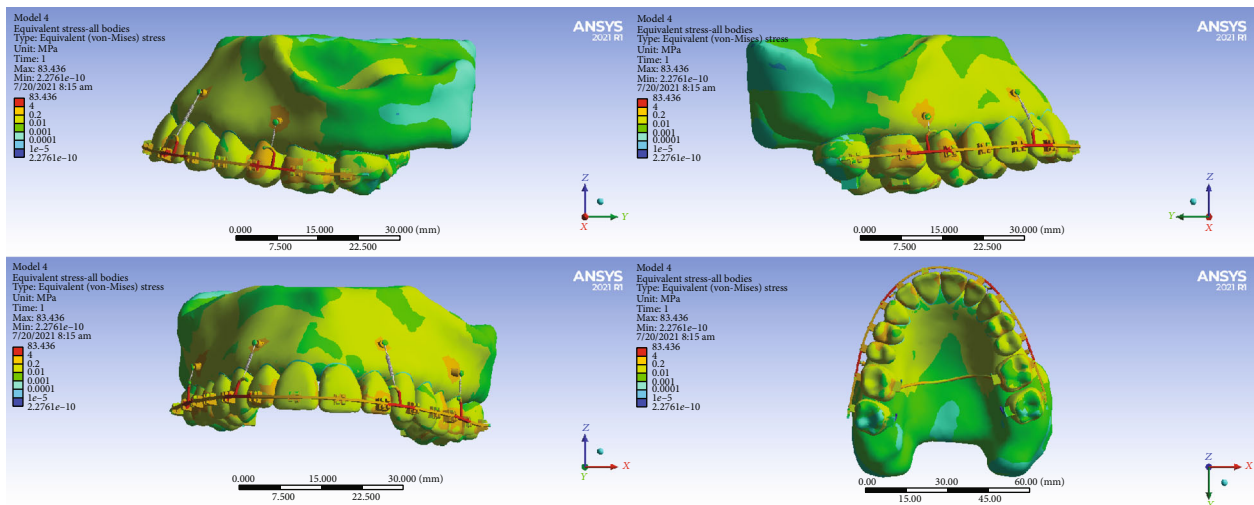 Model 4
Equivalent stress-all bodies
Type: Equivalent (von-Mises) stress
Unit: MPa
Time: 1
Max: 83.436
Min: 2.2761e–10
7/20/2021 8:15 am
83.436
4
0.2
0.01
0.001
0.0001
1e–5
2.2761e–10
ANSYS
2021 R1
Z
Y
X
0.000 15.000 30.000 (mm)
7.500 22.500
Model 4
Equivalent stress-all bodies
Type: Equivalent (von-Mises) stress
Unit: MPa
Time: 1
Max: 83.436
Min: 2.2761e–10
7/20/2021 8:15 am
83.436
4
0.2
0.01
0.001
0.0001
1e–5
2.2761e–10
ANSYS
2021 R1
Z
Y
X
0.000 15.000 30.000 (mm)
7.500 22.500
Model 4
Equivalent stress-all bodies
Type: Equivalent (von-Mises) stress
Unit: MPa
Time: 1
Max: 83.436
Min: 2.2761e–10
7/20/2021 8:15 am
83.436
4
0.2
0.01
0.001
0.0001
1e–5
2.2761e–10
ANSYS
2021 R1
Z
X
Y
0.000 15.000 30.000 (mm)
7.500 22.500
Model 4
Equivalent stress-all bodies
Type: Equivalent (von-Mises) stress
Unit: MPa
Time: 1
Max: 83.436
Min: 2.2761e–10
7/20/2021 8:15 am
83.436
4
0.2
0.01
0.001
0.0001
1e–5
2.2761e–10
ANSYS
2021 R1
Z
X
Y
0.00 30.00 60.00 (mm)
15.00 45.00